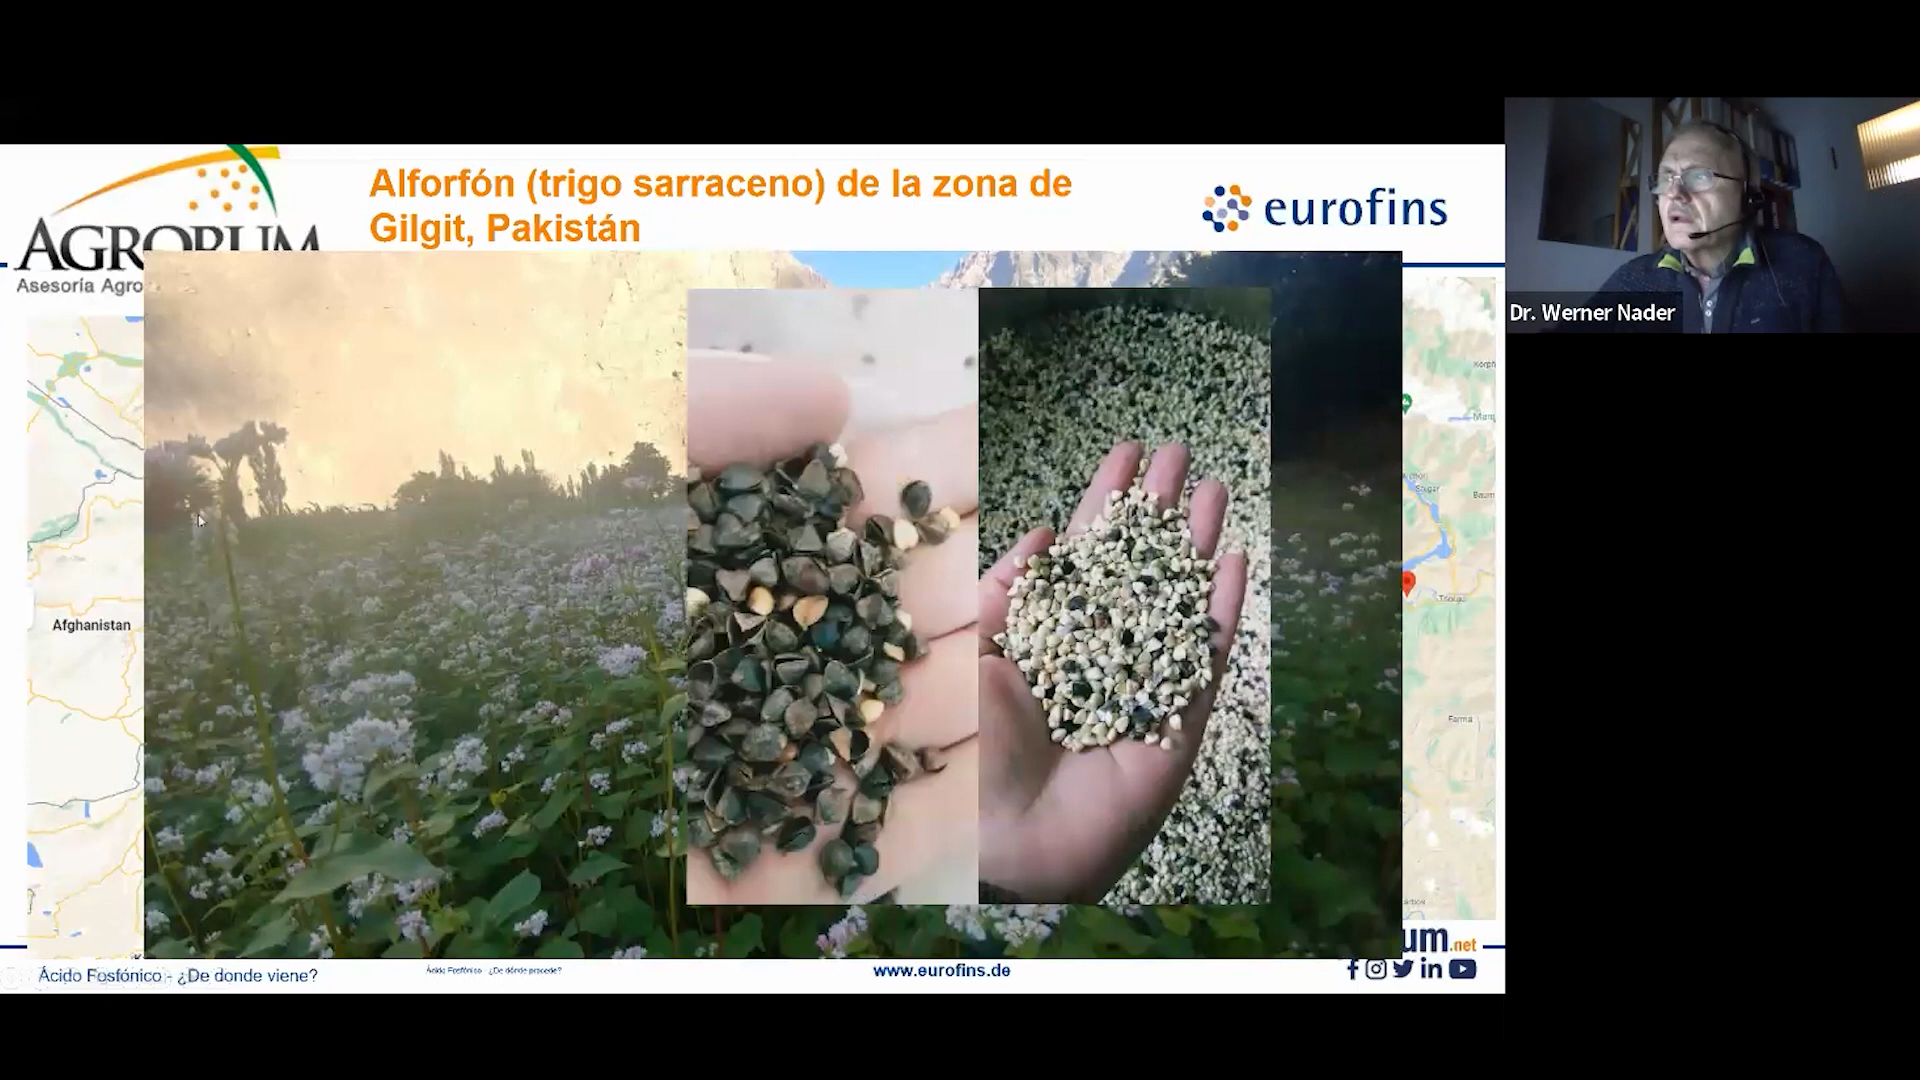 Alforfón (trigo sarraceno) de la zona de
Gilgit, Pakistán
AGRORUM
Asesoría Agro
eurofins
Dr. Werner Nader
Afghanistan
um.net
Ácido Fosfónico - ¿De donde viene?
Ácido Fosfónico - ¿De dónde procede?
www.eurofins.de